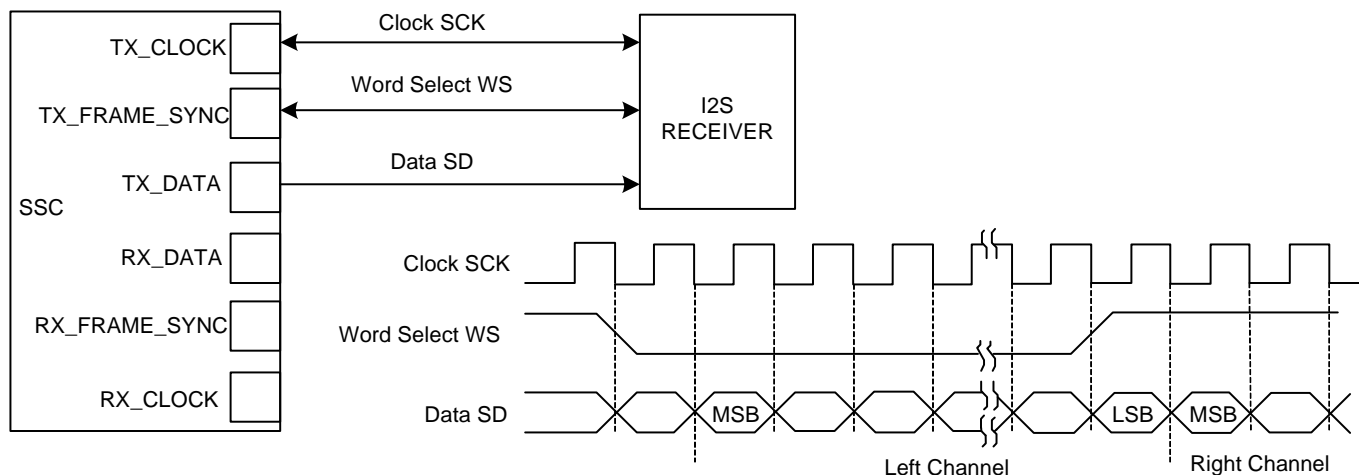 Clock SCK
TX_CLOCK
Word Select WS
TX_FRAME_SYNC
I2S
RECEIVER
Data SD
TX_DATA
SSC
RX_DATA
Clock SCK
RX_FRAME_SYNC
Word Select WS
RX_CLOCK
Data SD
MSB
LSB
MSB
Left Channel
Right Channel